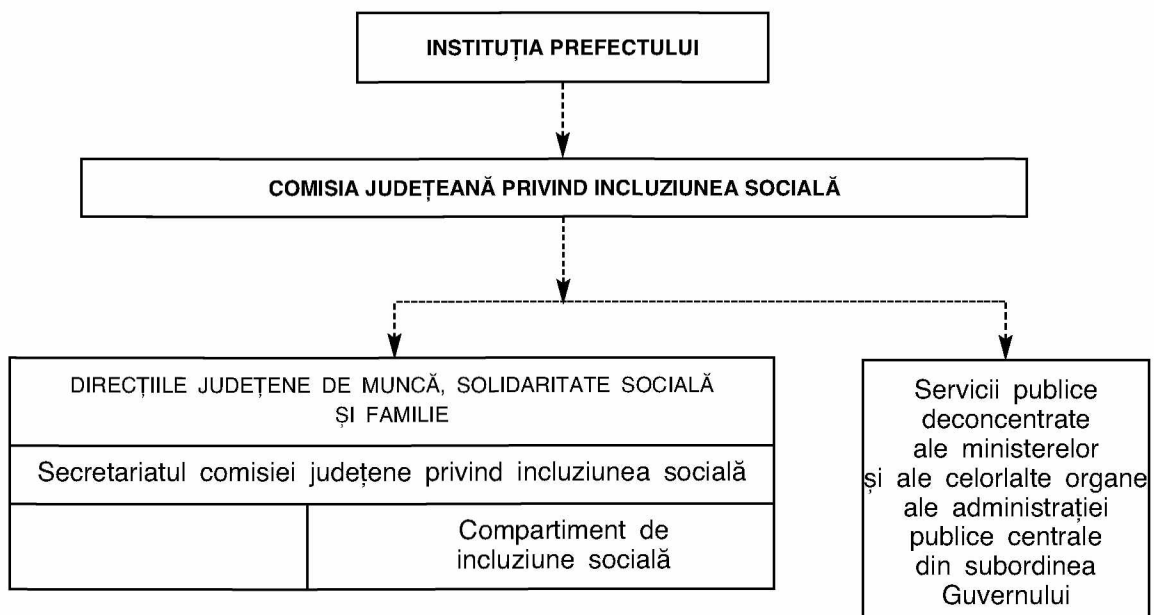 INSTITUȚIA PREFECTULUI
COMISIA JUDEȚEANĂ PRIVIND INCLUZIUNEA SOCIALĂ
DIRECȚIILE JUDEȚENE DE MUNCĂ, SOLIDARITATE SOCIALĂ
ȘI FAMILIE
Secretariatul comisiei județene privind incluziunea socială
Compartiment de
incluziune socială
Servicii publice
deconcentrate
ale ministerelor
și ale celorlalte organe
ale administrației
publice centrale
din subordinea
Guvernului